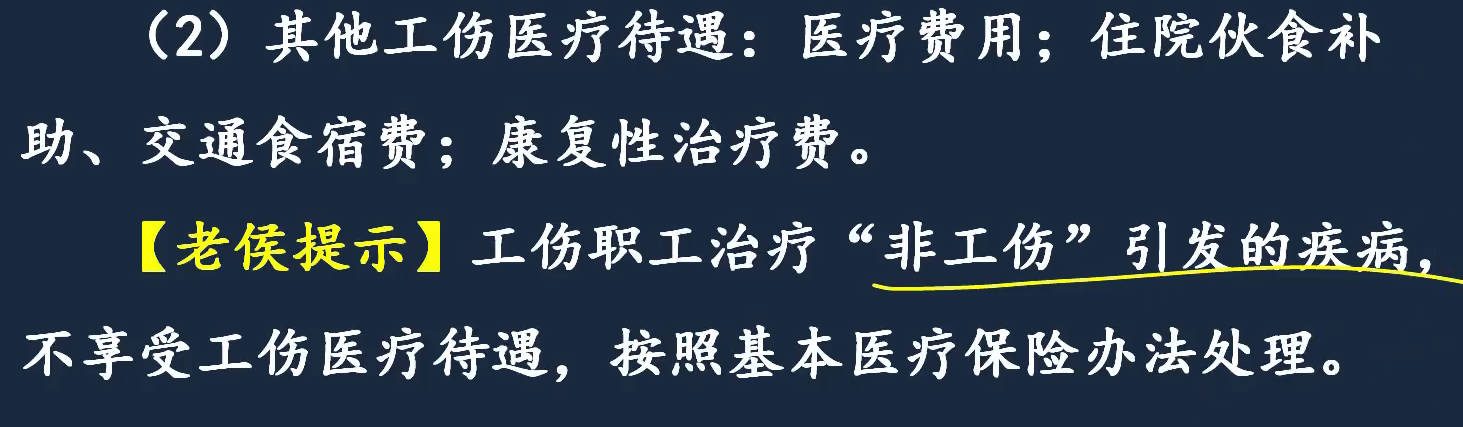 （2）其他工伤医疗待遇：医疗费用；住院伙食补
助、交通食宿费；康复性治疗费。
【老侯提示】工伤职工治疗“非工伤”引发的疾病，
不享受工伤医疗待遇，按照基本医疗保险办法处理。